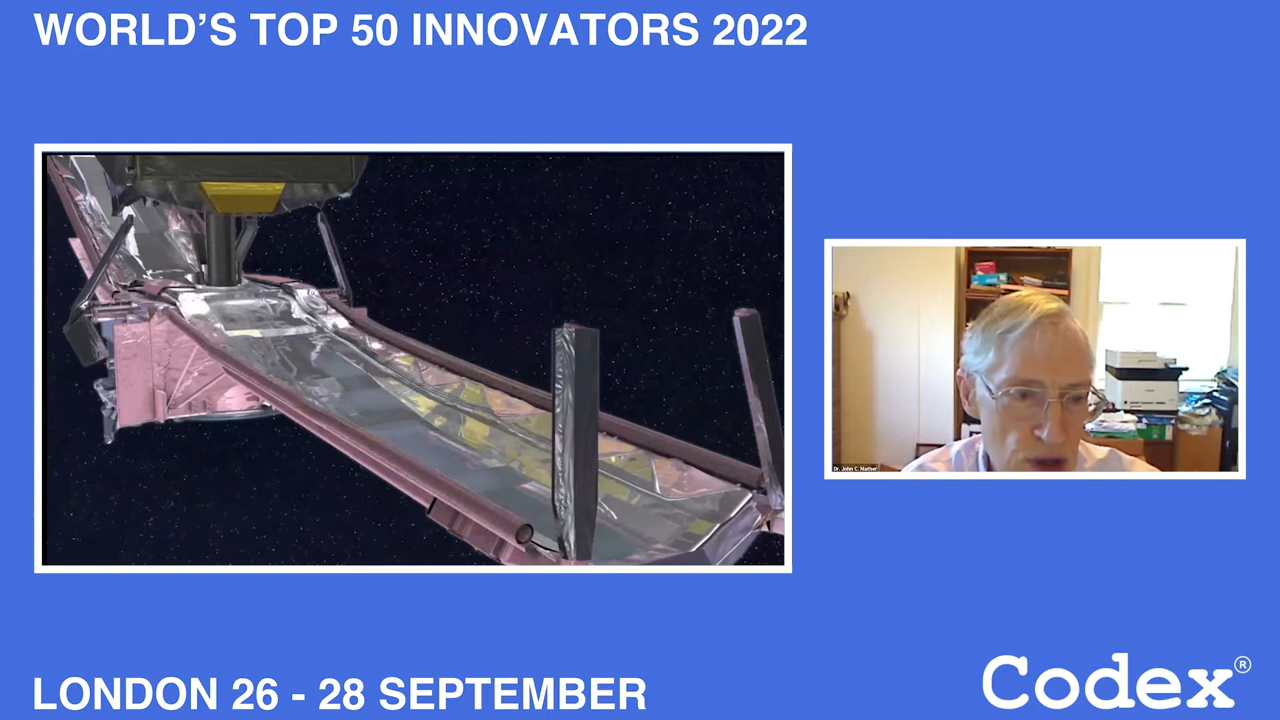 WORLD’S TOP 50 INNOVATORS 2022
Dr. John C. Mather
LONDON 26 - 28 SEPTEMBER
Codex®